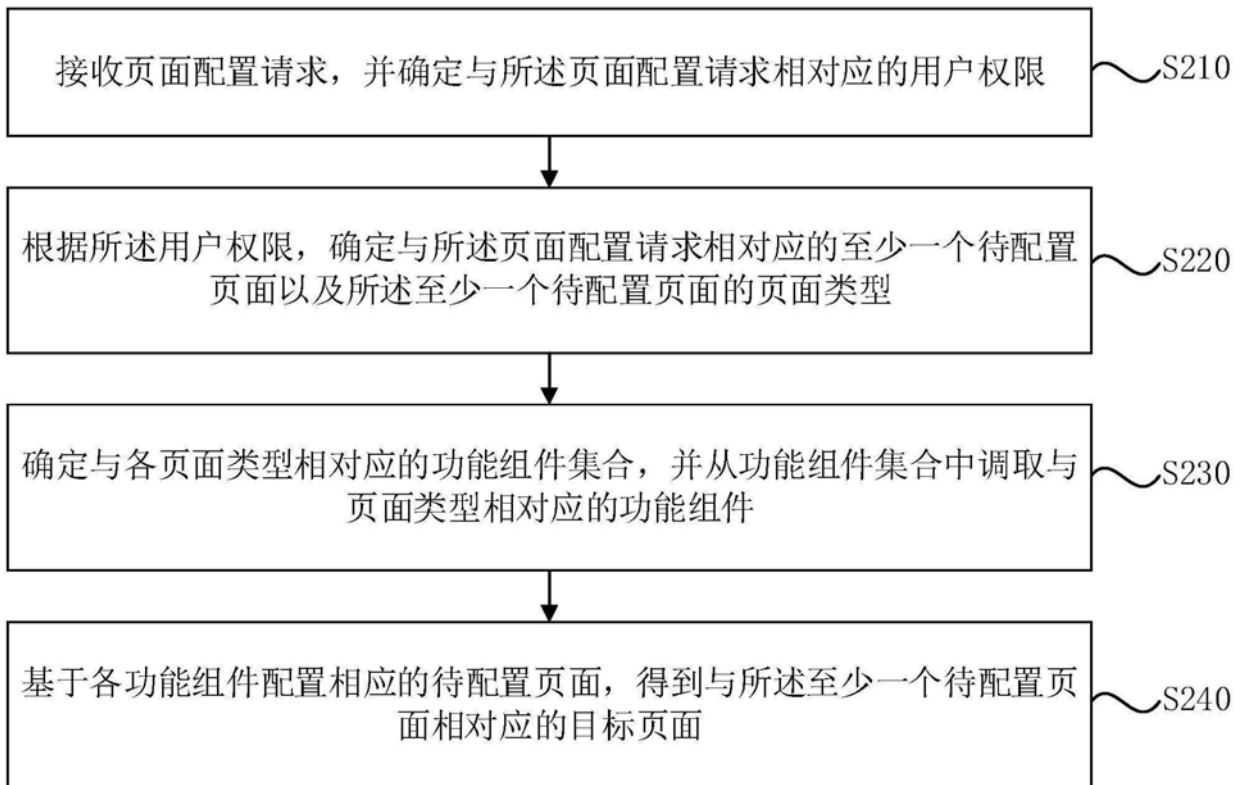 接收页面配置请求，并确定与所述页面配置请求相对应的用户权限
S210
根据所述用户权限，确定与所述页面配置请求相对应的至少一个待配置
页面以及所述至少一个待配置页面的页面类型
S220
确定与各页面类型相对应的功能组件集合，并从功能组件集合中调取与
页面类型相对应的功能组件
S230
基于各功能组件配置相应的待配置页面，得到与所述至少一个待配置页
面相对应的目标页面
S240